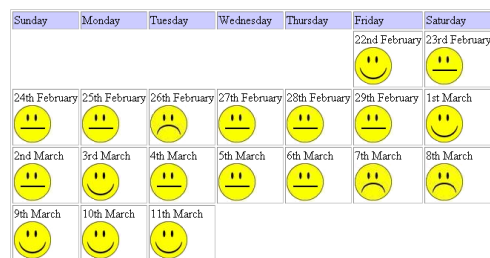 Sunday Monday Tuesday Wednesday Thursday Friday Saturday
22nd February 23rd February
24th February 25th February 26th February 27th February 28th February 29th February 1st March
2nd March 3rd March 4th March 5th March 6th March 7th March 8th March
9th March 10th March 11th March